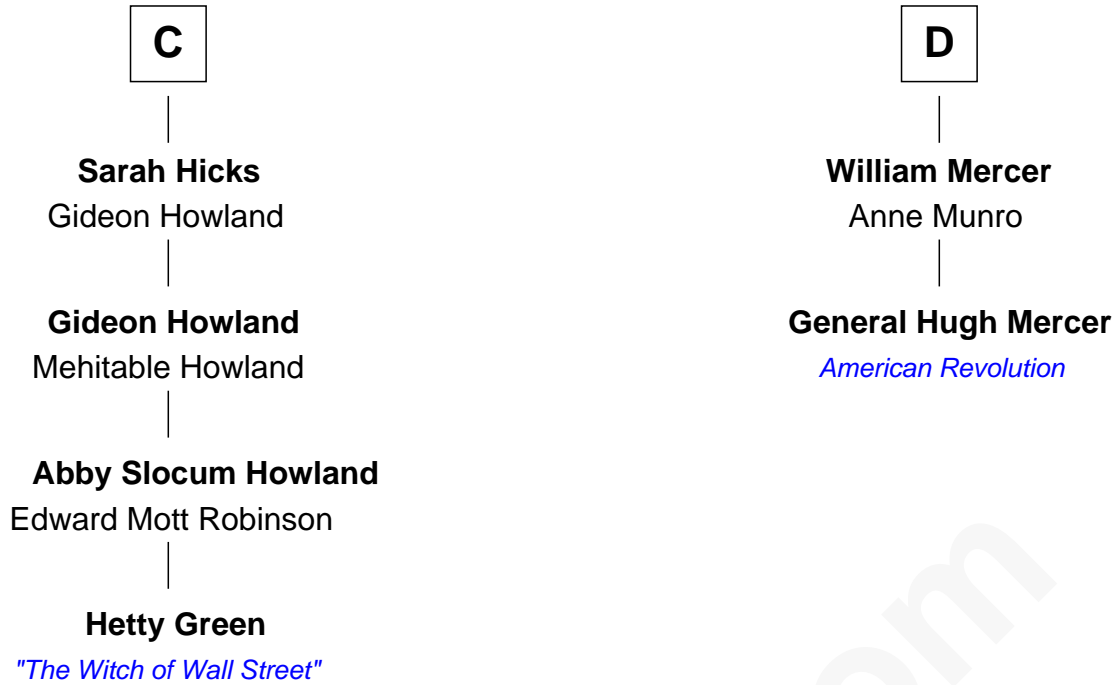 C
Sarah Hicks
Gideon Howland
Gideon Howland
Mehitable Howland
Abby Slocum Howland
Edward Mott Robinson
Hetty Green
"The Witch of Wall Street"
D
William Mercer
Anne Munro
General Hugh Mercer
American Revolution
om